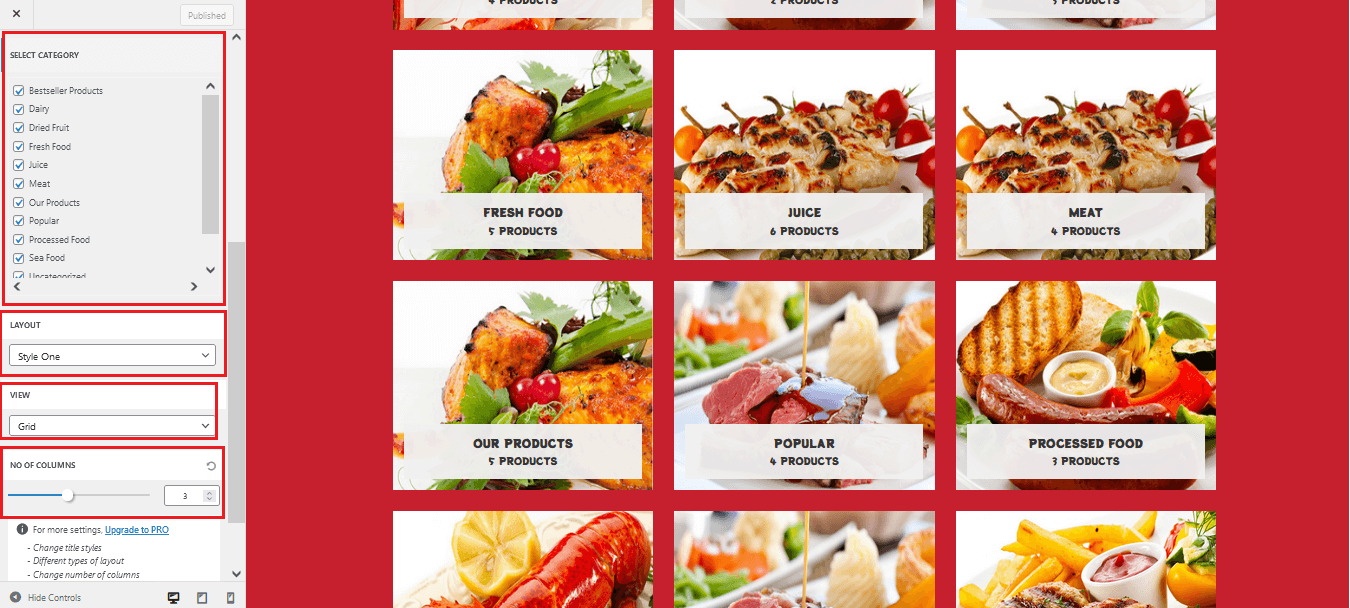 Published
SELECT CATEGORY
Bestseller Products
Dairy
Dried Fruit
Fresh Food
Juice
Meat
Our Products
Popular
Processed Food
Sea Food
Uncategorized
LAYOUT
Style One
VIEW
Grid
NO OF COLUMNS
3
For more settings, Upgrade to PRO
- Change title styles
- Different types of layout
- Change number of columns
Hide Controls
4 PRODUCTS
2 PRODUCTS
3 PRODUCTS
FRESH FOOD
5 PRODUCTS
JUICE
6 PRODUCTS
MEAT
4 PRODUCTS
OUR PRODUCTS
5 PRODUCTS
POPULAR
4 PRODUCTS
PROCESSED FOOD
3 PRODUCTS